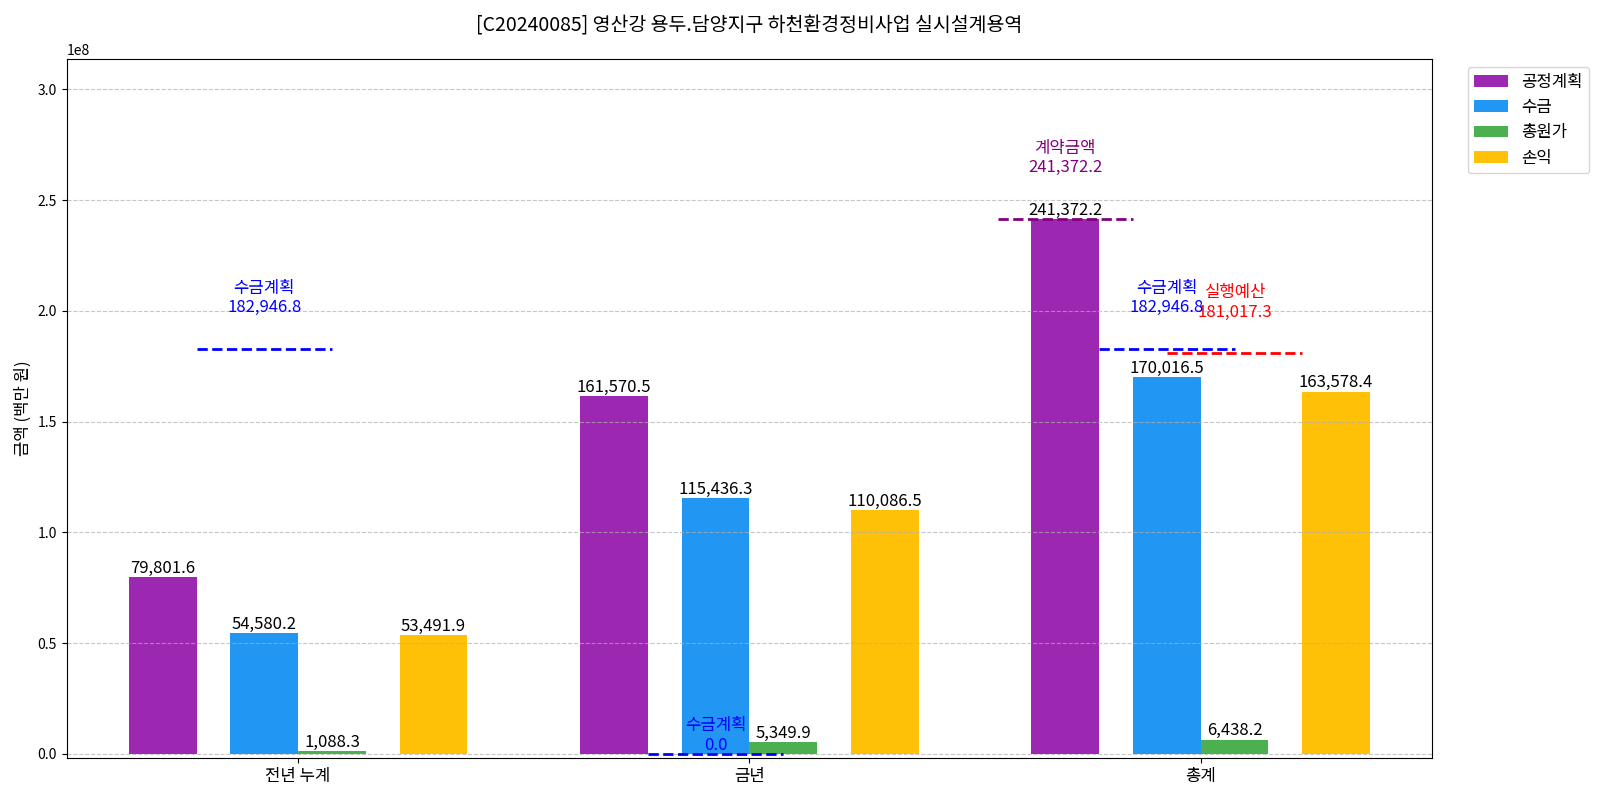 [C20240085] 영산강 용두.담양지구 하천환경정비사업 실시설계용역
1e8
금액 (백만 원)
3.0
2.5
2.0
1.5
1.0
0.5
0.0
공정계획
수금
총원가
손익
계약금액
241,372.2
241,372.2
수금계획
182,946.8
수금계획
182,946.8
실행예산
181,017.3
170,016.5
163,578.4
161,570.5
115,436.3
110,086.5
79,801.6
54,580.2
53,491.9
수금계획
0.0
1,088.3
5,349.9
6,438.2
전년 누계
금년
총계